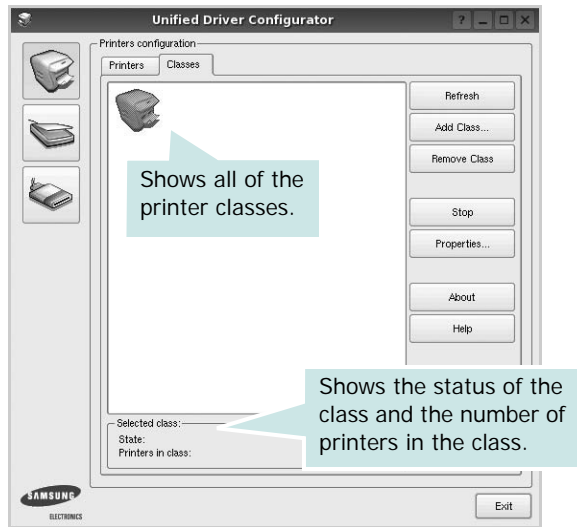 Unified Driver Configurator
Printers configuration
Printers
Classes
Refresh
Add Class...
Remove Class
Shows all of the
printer classes.
Stop
Properties...
About
Help
Shows the status of the
class and the number of
printers in the class.
Selected class:
State:
Printers in class:
SAMSUNG
ELECTRONICS
Exit